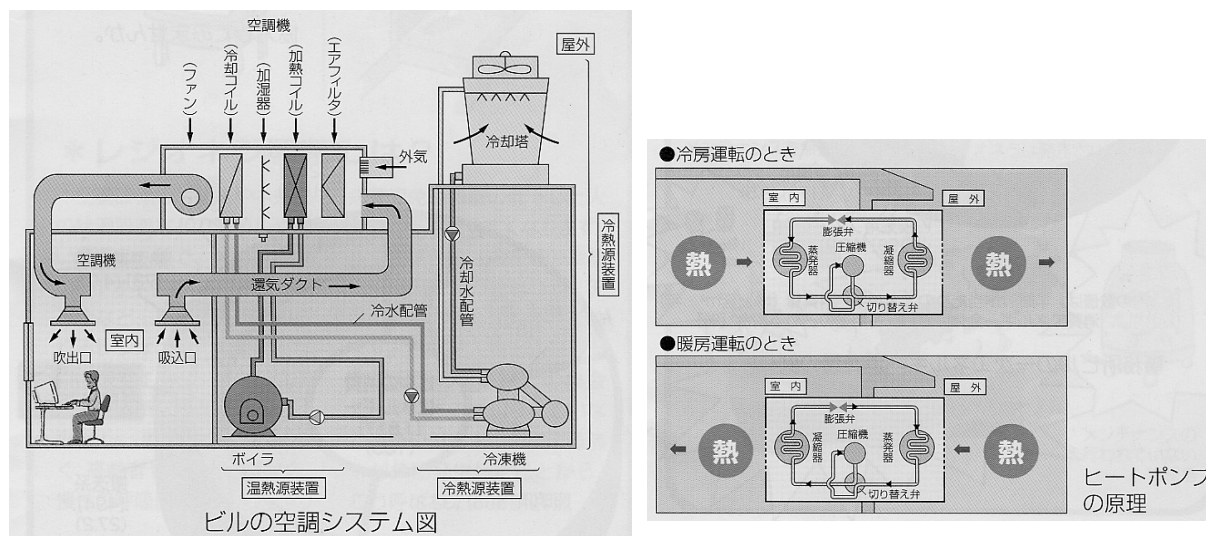 空調機
屋外
(ファン)
(冷却コイル)
(加湿器)
(加熱コイル)
(エアフィルタ)
外気
冷却塔
空調機
還気ダクト
冷水配管
冷却水配管
冷熱源装置
室内
吹出口
吸込口
ボイラ
冷凍機
温熱源装置
冷熱源装置
ビルの空調システム図
●冷房運転のとき
室内
屋外
膨張弁
蒸発器
圧縮機
凝縮器
熱
熱
切り替え弁
●暖房運転のとき
室内
屋外
膨張弁
凝縮器
圧縮機
蒸発器
熱
熱
切り替え弁
ヒートポンプ
の原理